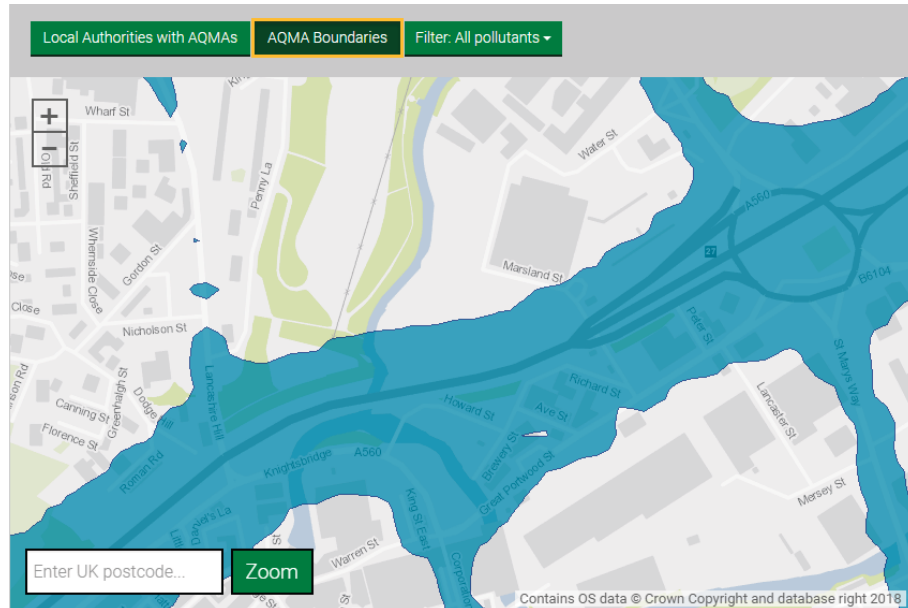 Local Authorities with AQMAs
AQMA Boundaries
Filter: All pollutants
+
−
Wharf St
Old Rd
Sheffield St
Penny La
Water St
Whernside Close
Gordon St
A560
27
Marsland St
B6104
Close
Nicholson St
Peter St
St Marys Way
Lancashire Hill
Dodge Hill
Greenhalgh St
Canning St
Florence St
Richard St
Howard St
Ave St
Lancaster St
Roman Rd
Knightsbridge
A560
Brewery St
Great Portwood St
Mersey St
King St East
Warren St
Enter UK postcode...
Zoom
Contains OS data © Crown Copyright and database right 2018